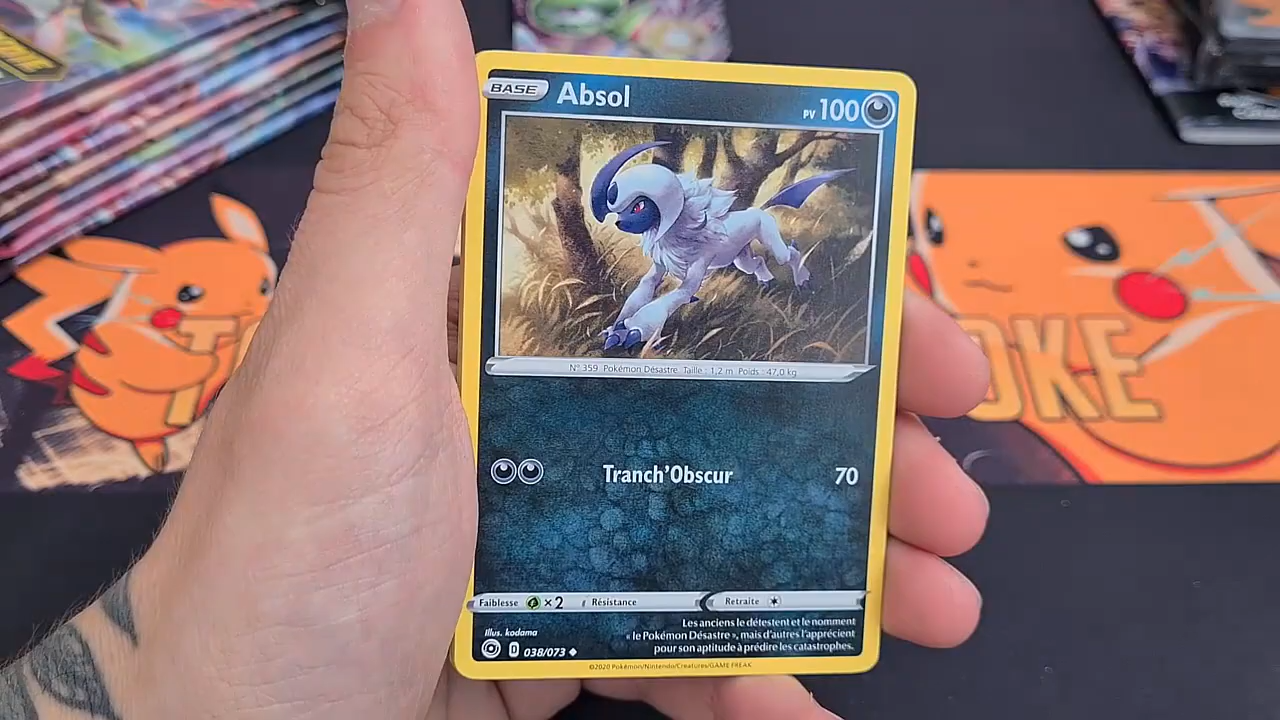 BASE Absol PV 100
N° 359 Pokémon Désastre Taille : 1,2 m Poids : 47,0 kg
Tranch'Obscur 70
Faiblesse ×2 Résistance Retraite
Les anciens le détestent et le nomment
« le Pokémon Désastre », mais d'autres l'apprécient
pour son aptitude à prédire les catastrophes.
Illus. kodama
D 038/073
©2020 Pokémon/Nintendo/Creatures/GAME FREAK
OKE